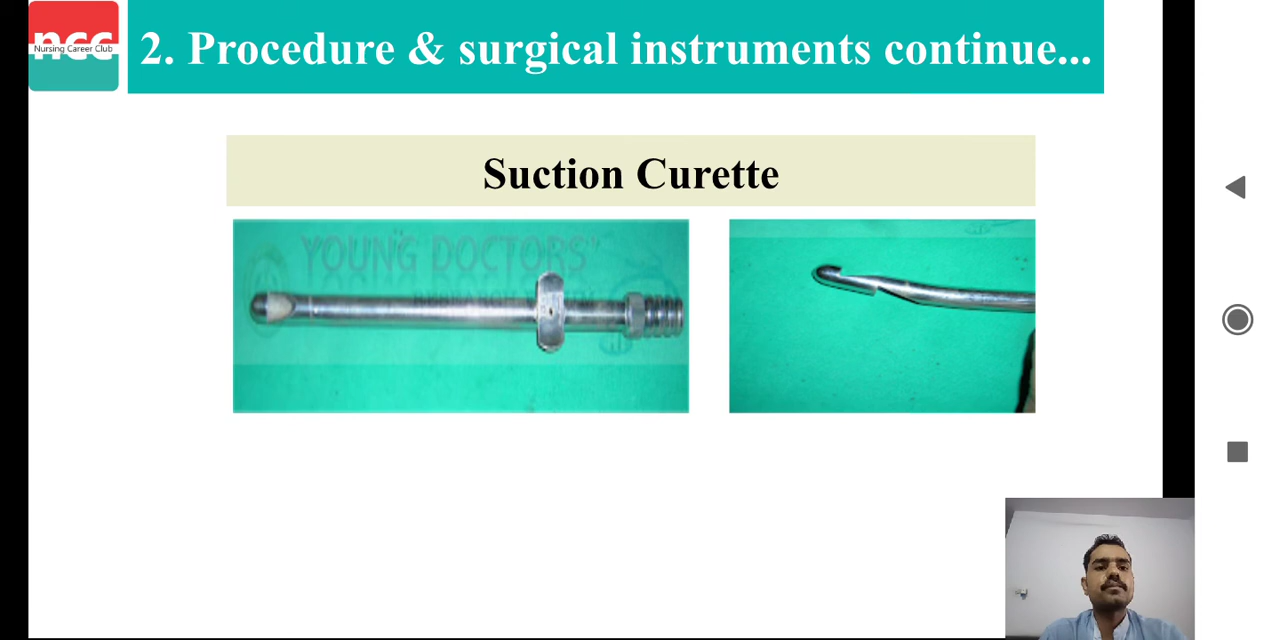 ncc
Nursing Career Club
2. Procedure & surgical instruments continue...
Suction Curette
YOUNG DOCTORS"